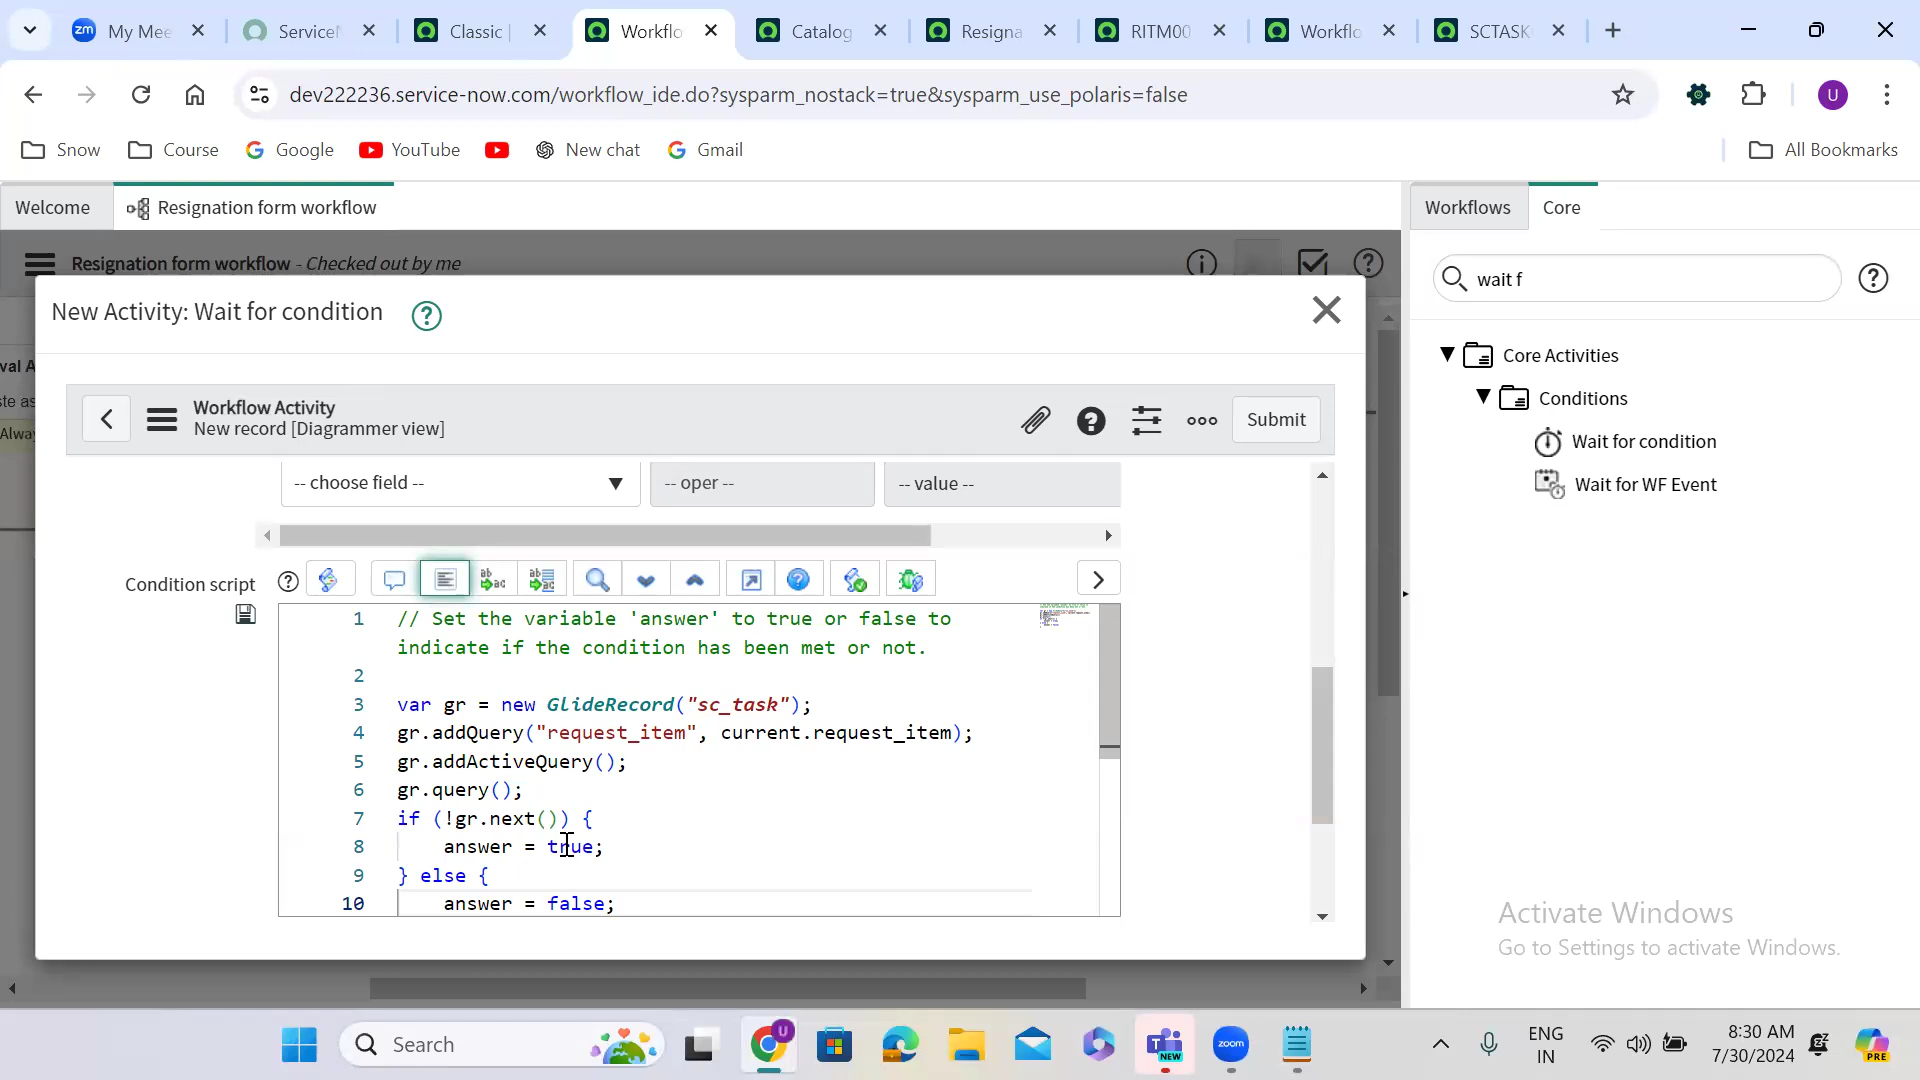 My Mee
ServiceN
Classic |
Workflo
Catalog
Resigna
RITM00
Workflo
SCTASK
dev222236.service-now.com/workflow_ide.do?sysparm_nostack=true&sysparm_use_polaris=false
U
Snow
Course
Google
YouTube
New chat
Gmail
All Bookmarks
Welcome
Resignation form workflow
Workflows
Core
Resignation form workflow - Checked out by me
wait f
New Activity: Wait for condition
Core Activities
Conditions
Wait for condition
Wait for WF Event
Workflow Activity
New record [Diagrammer view]
Submit
-- choose field --
-- oper --
-- value --
Condition script
1 // Set the variable 'answer' to true or false to
indicate if the condition has been met or not.
2
3 var gr = new GlideRecord("sc_task");
4 gr.addQuery("request_item", current.request_item);
5 gr.addActiveQuery();
6 gr.query();
7 if (!gr.next()) {
8 answer = true;
9 } else {
10 answer = false;
val A
te as
Alway
Activate Windows
Go to Settings to activate Windows.
Search
ENG
IN
8:30 AM
7/30/2024